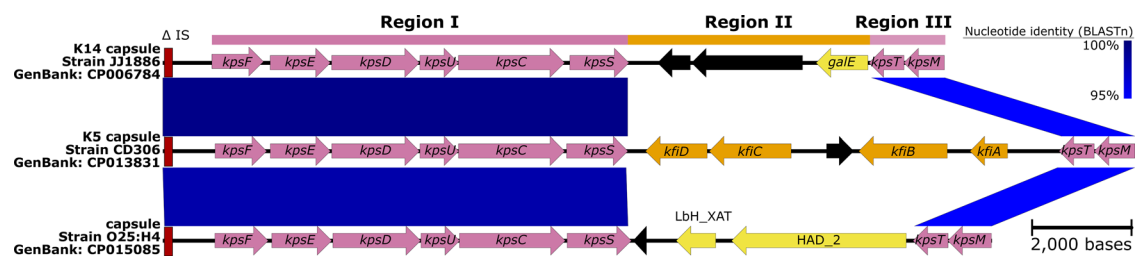 Region I Region II Region III
Δ IS
Nucleotide identity (BLASTn)
100%
95%
K14 capsule
Strain JJ1886
GenBank: CP006784
kpsF kpsE kpsD kpsU kpsC kpsS galE kpsT kpsM
K5 capsule
Strain CD306
GenBank: CP013831
kpsF kpsE kpsD kpsU kpsC kpsS kfiD kfiC kfiB kfiA kpsT kpsM
capsule
Strain O25:H4
GenBank: CP015085
LbH_XAT
kpsF kpsE kpsD kpsU kpsC kpsS HAD_2 kpsT kpsM
2,000 bases